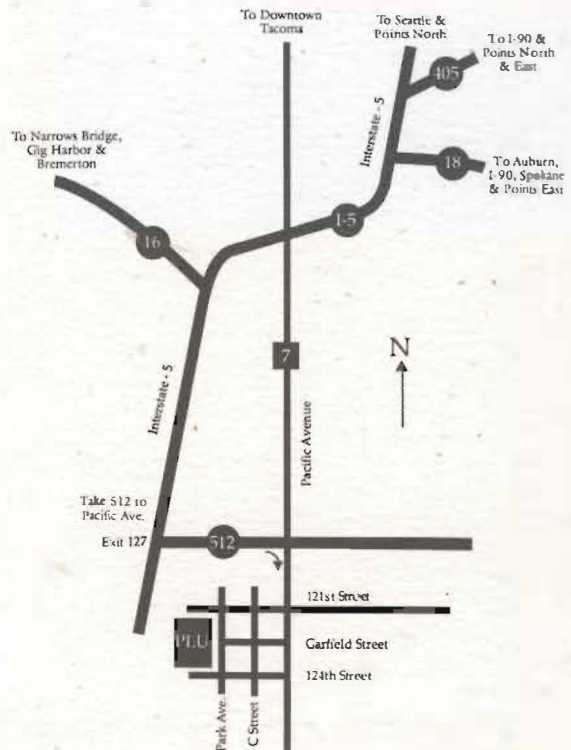 To Downtown
Tacoma
To Seattle &
Points North
To I-90 &
Points North
& East
405
Interstate - 5
To Narrows Bridge,
Gig Harbor &
Bremerton
18
To Auburn,
I-90, Spokane
& Points East
I-5
16
7
N
Interstate - 5
Pacific Avenue
Take 512 to
Pacific Ave.
Exit 127
512
121st Street
PLU
Garfield Street
124th Street
Park Ave.
C Street